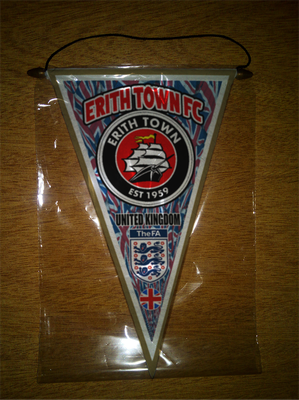 ERITH TOWN FC
ERITH TOWN
EST 1959
UNITED KINGDOM
TheFA